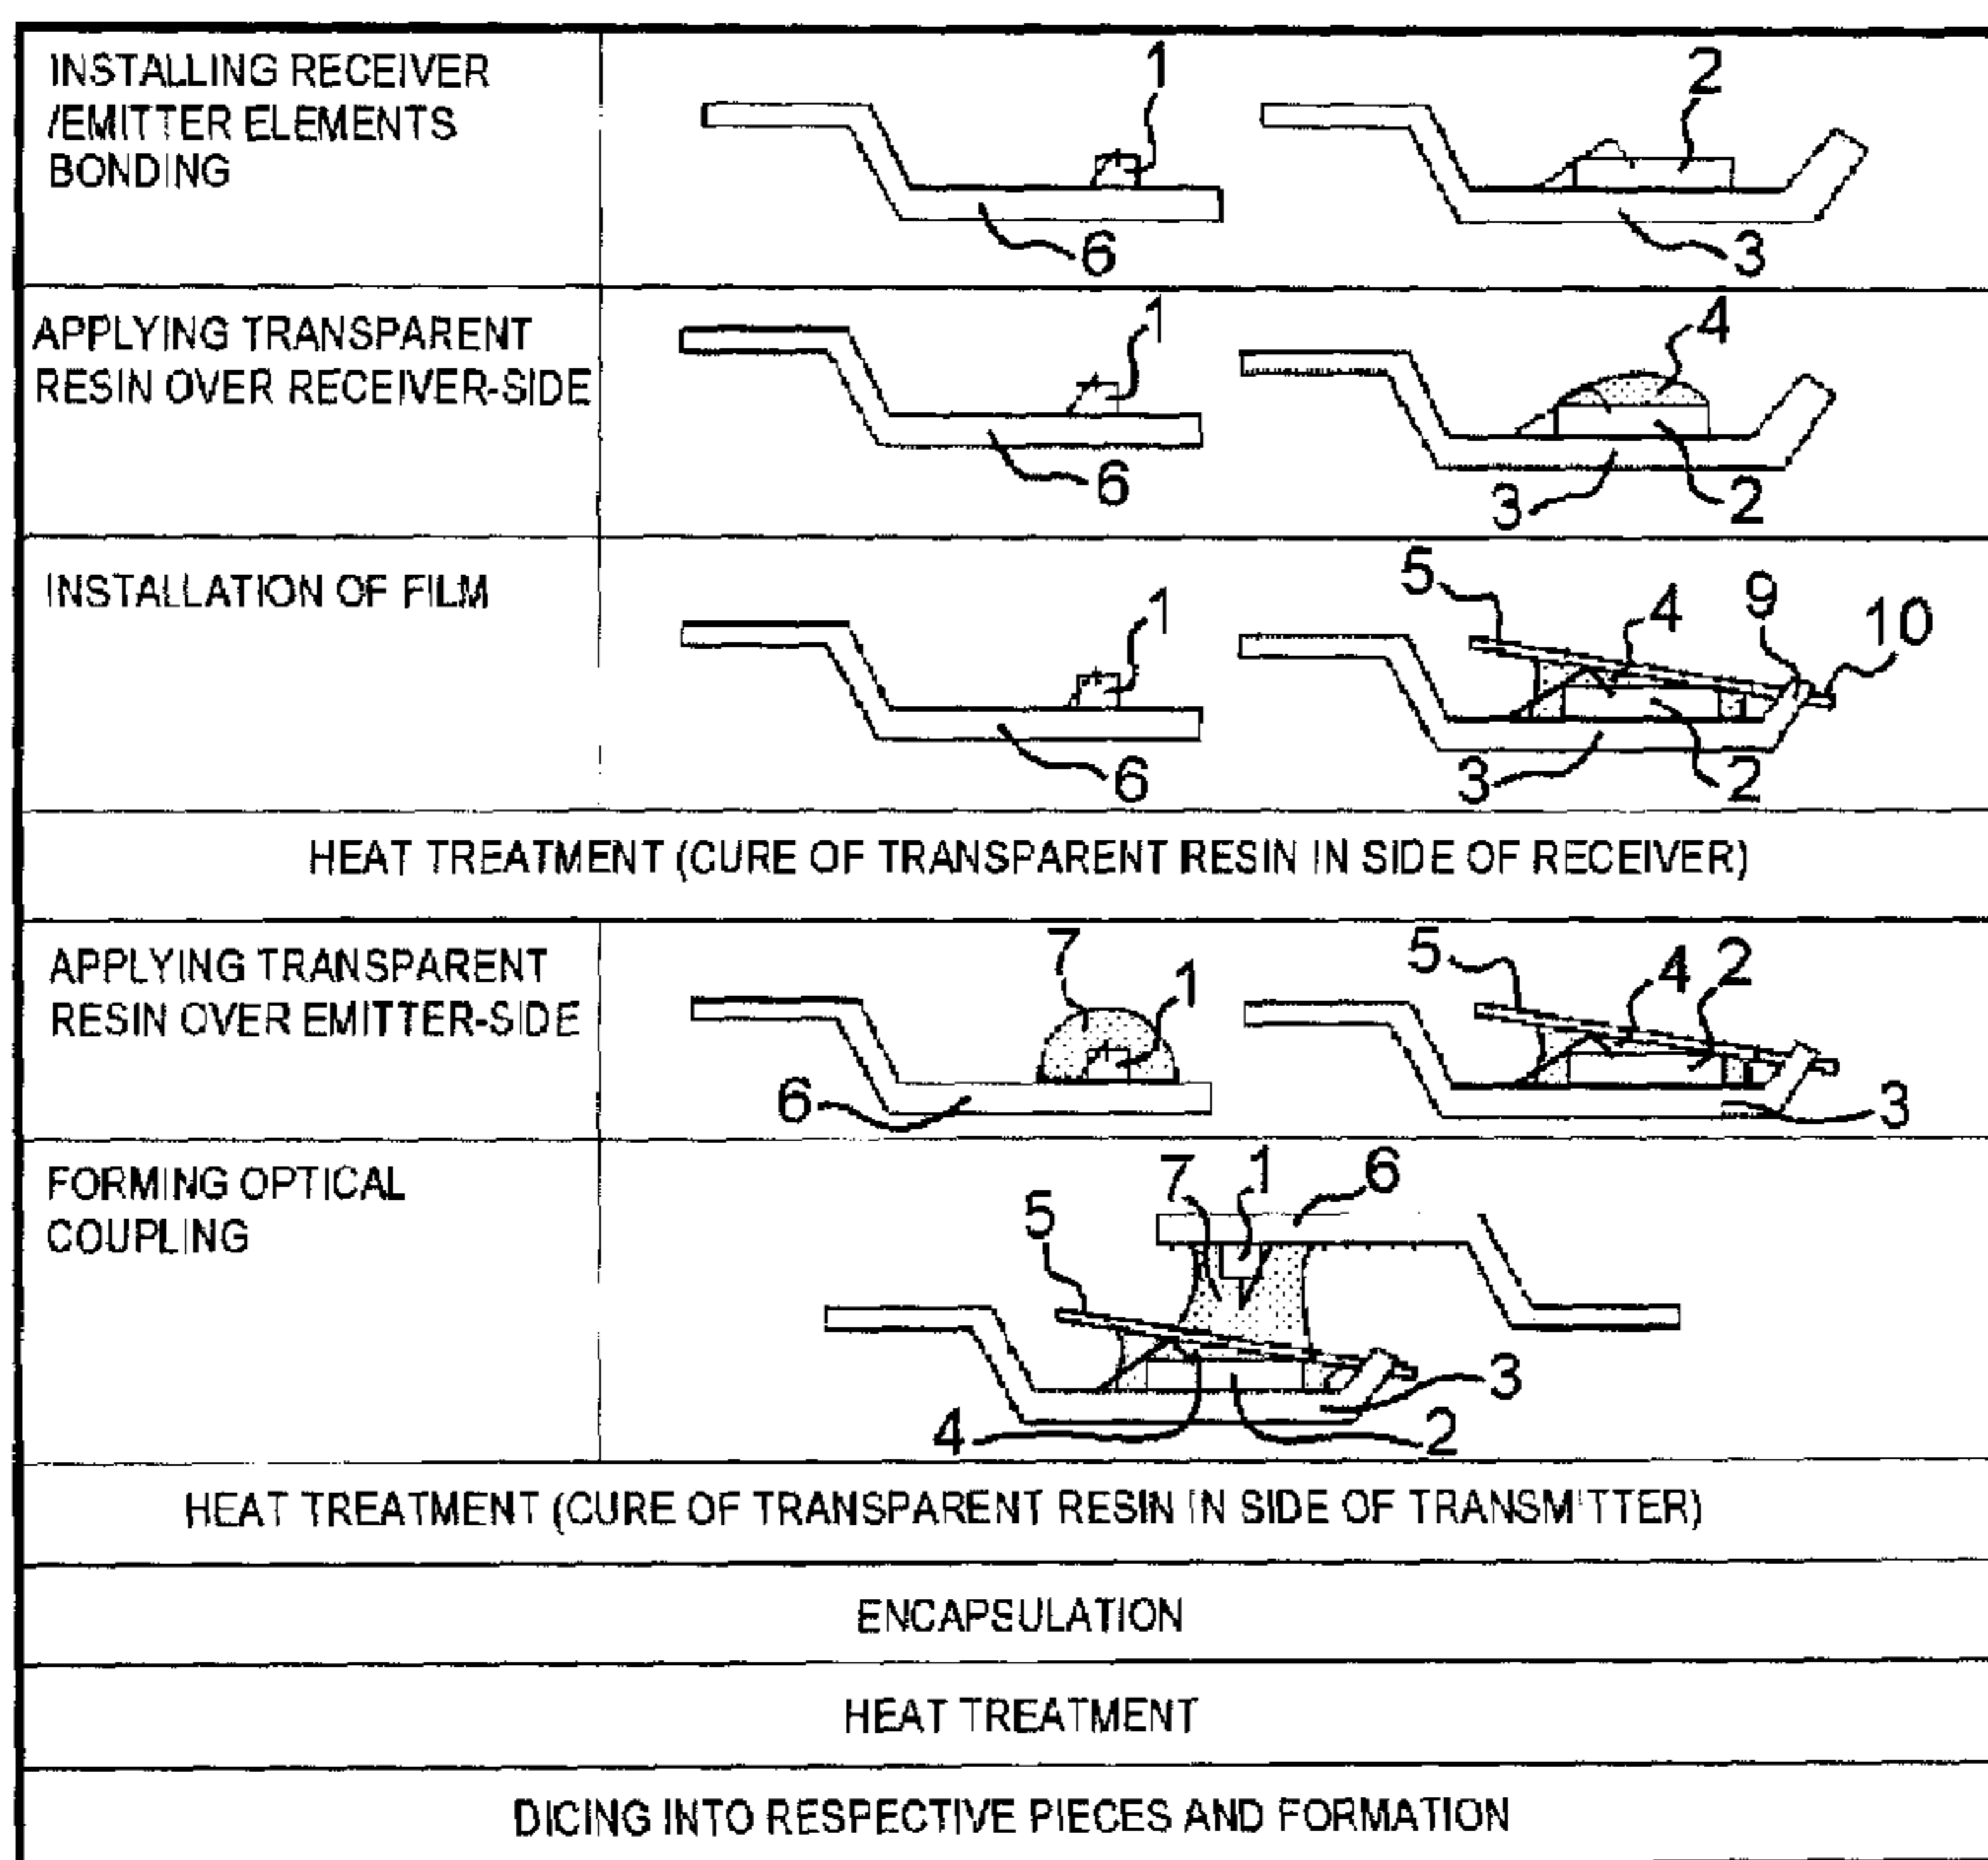 INSTALLING RECEIVER
/EMITTER ELEMENTS
BONDING
1
2
6
3
APPLYING TRANSPARENT
RESIN OVER RECEIVER-SIDE
1
4
6
3
2
INSTALLATION OF FILM
1
5
4
9
10
6
3
2
HEAT TREATMENT (CURE OF TRANSPARENT RESIN IN SIDE OF RECEIVER)
APPLYING TRANSPARENT
RESIN OVER EMITTER-SIDE
7
1
5
4
2
6
3
FORMING OPTICAL
COUPLING
7
1
6
5
3
4
2
HEAT TREATMENT (CURE OF TRANSPARENT RESIN IN SIDE OF TRANSMITTER)
ENCAPSULATION
HEAT TREATMENT
DICING INTO RESPECTIVE PIECES AND FORMATION